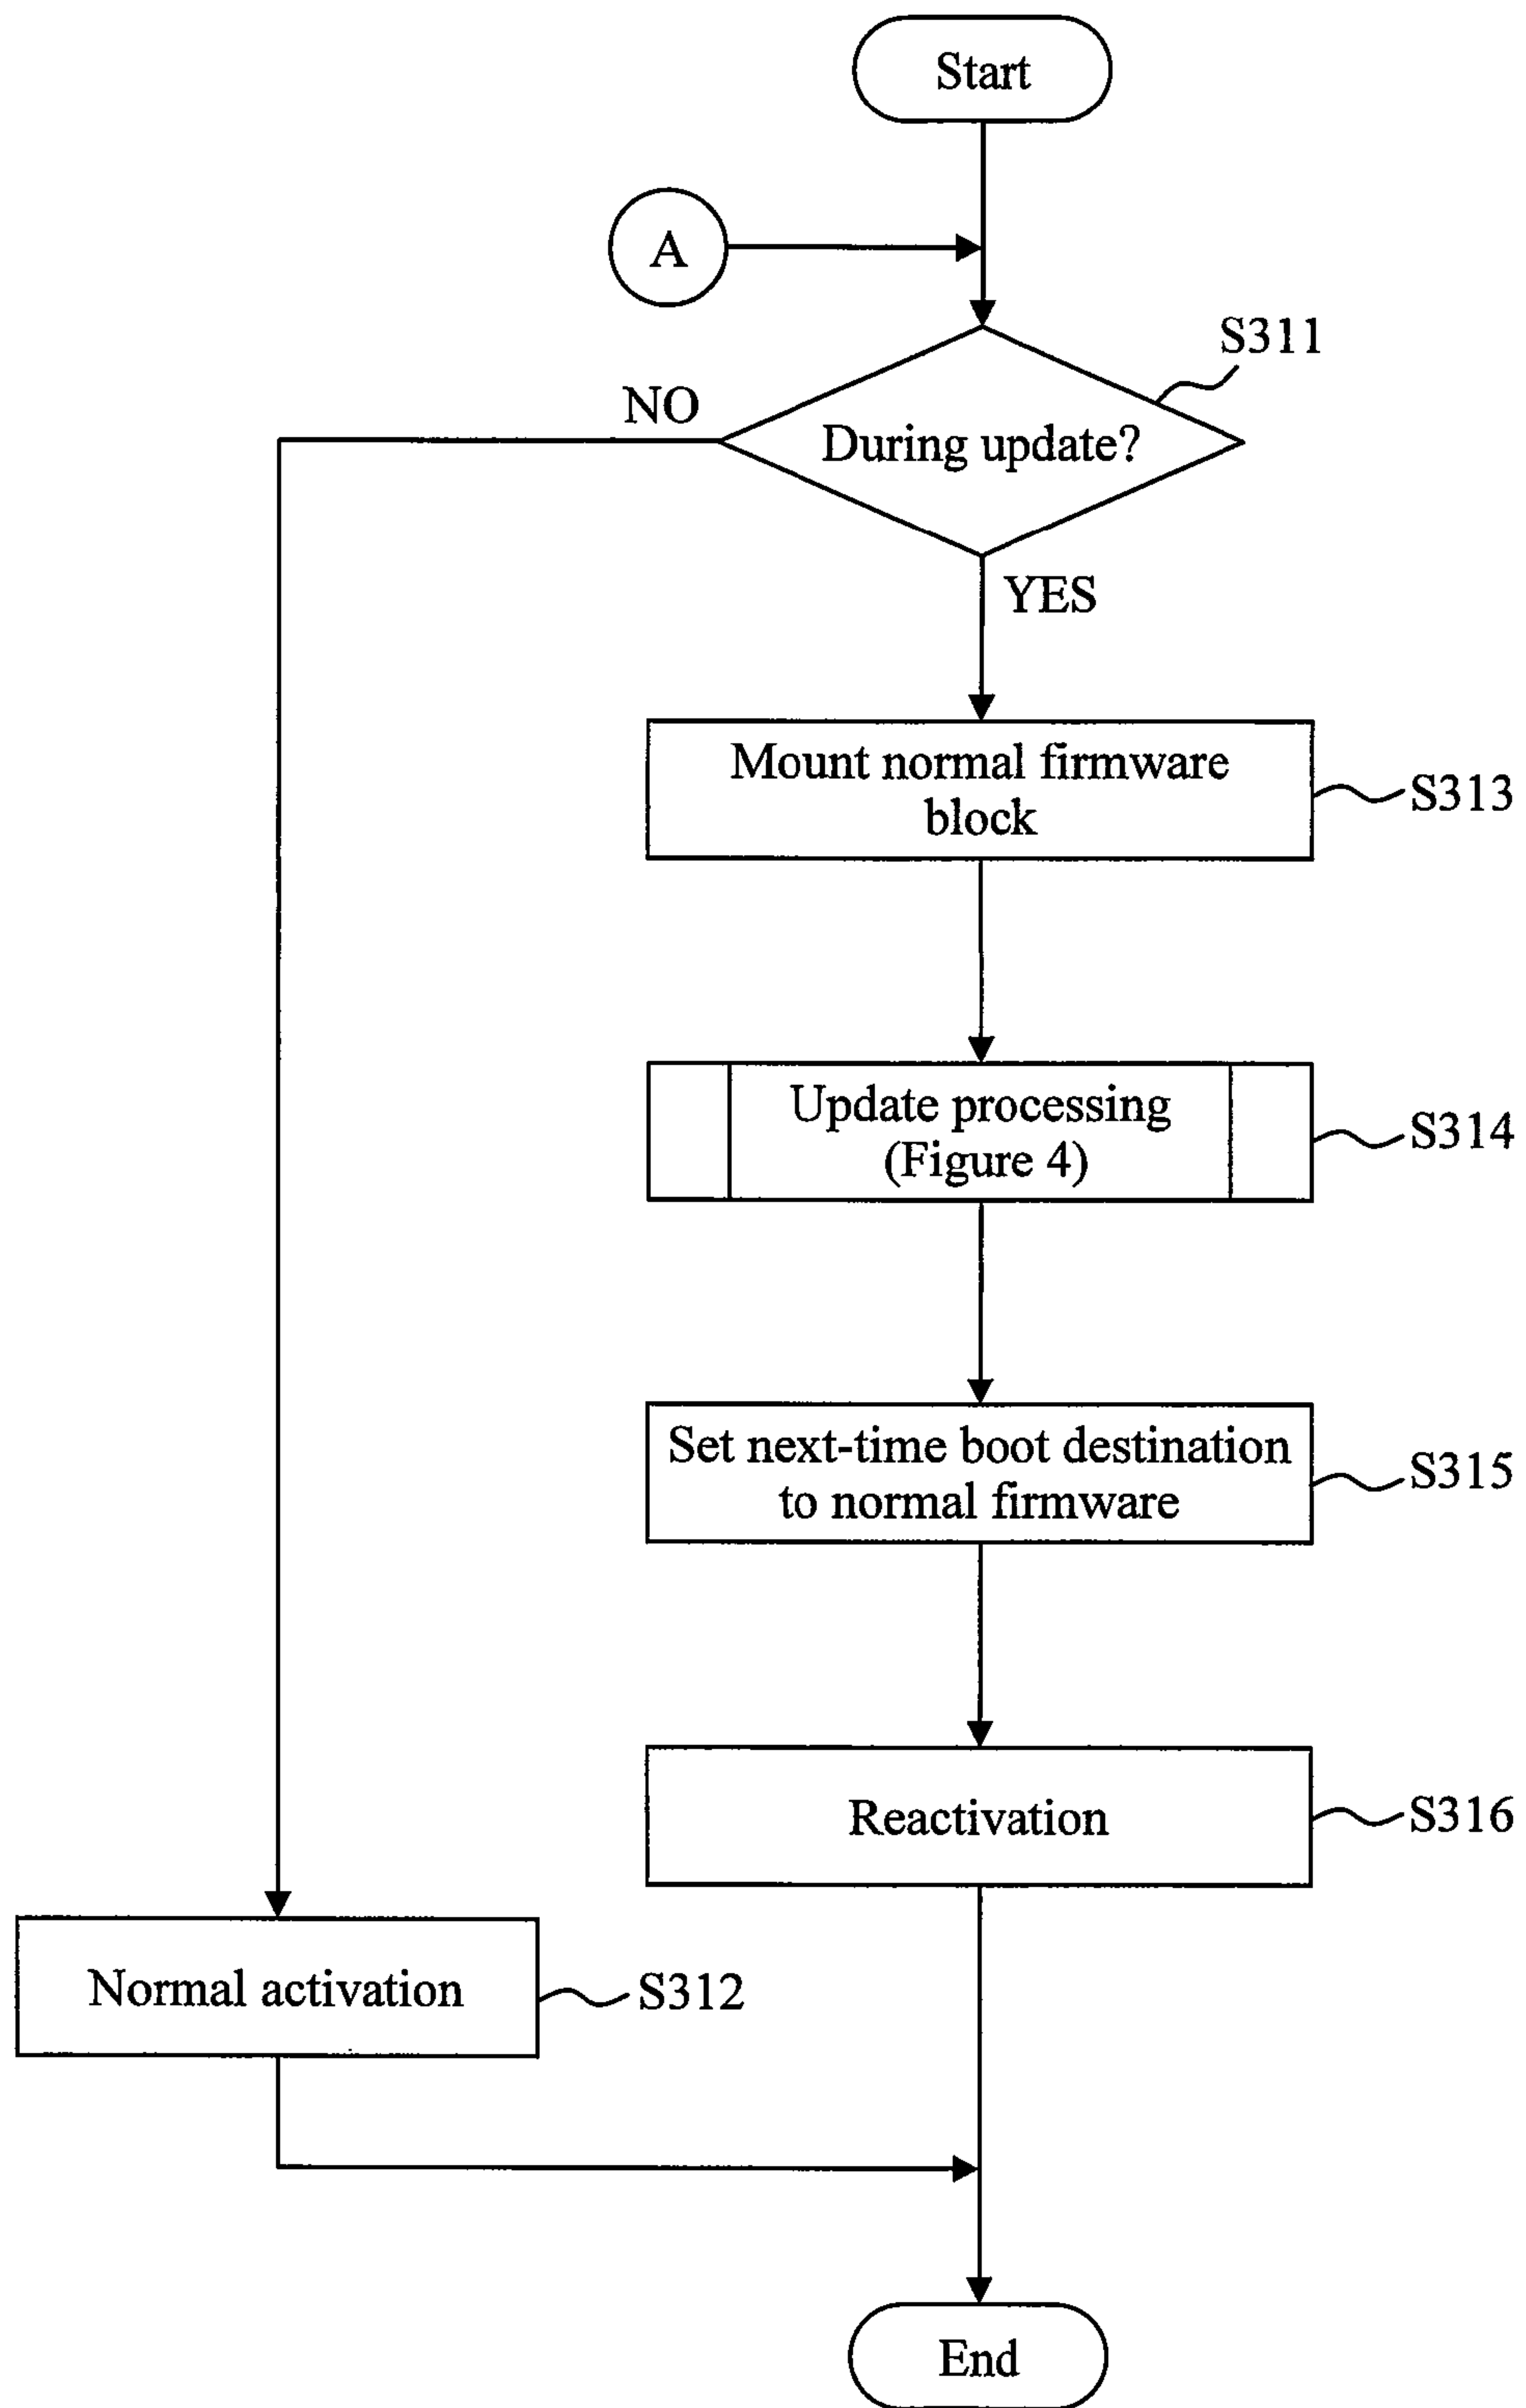 Start
A
S311
NO
During update?
YES
Mount normal firmware
block
S313
Update processing
(Figure 4)
S314
Set next-time boot destination
to normal firmware
S315
Reactivation
S316
Normal activation
S312
End